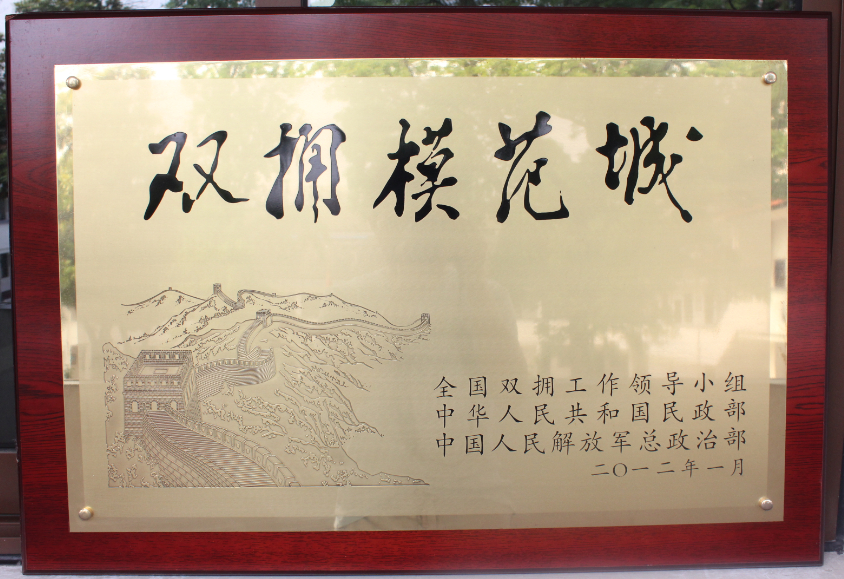 双拥模范城
全国双拥工作领导小组
中华人民共和国民政部
中国人民解放军总政治部
二〇一二年一月